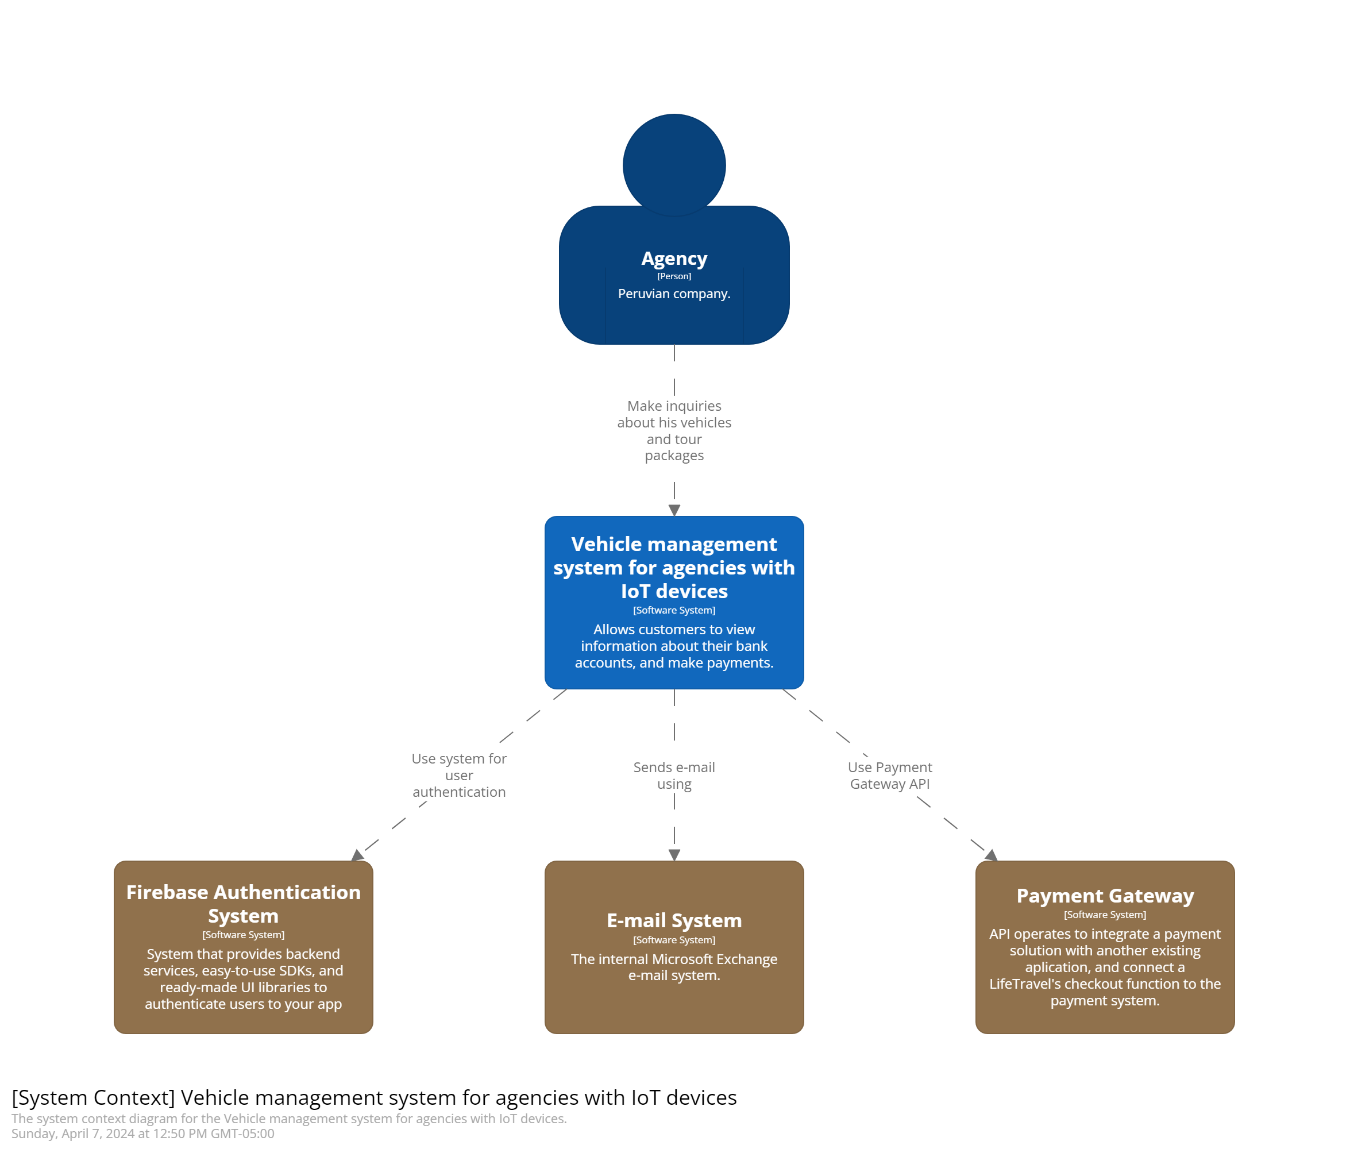 Agency
[Person]
Peruvian company.
Make inquiries
about his vehicles
and tour
packages
Vehicle management
system for agencies with
IoT devices
[Software System]
Allows customers to view
information about their bank
accounts, and make payments.
Use system for
user
authentication
Sends e-mail
using
Use Payment
Gateway API
Firebase Authentication
System
[Software System]
System that provides backend
services, easy-to-use SDKs, and
ready-made UI libraries to
authenticate users to your app
E-mail System
[Software System]
The internal Microsoft Exchange
e-mail system.
Payment Gateway
[Software System]
API operates to integrate a payment
solution with another existing
aplication, and connect a
LifeTravel's checkout function to the
payment system.
[System Context] Vehicle management system for agencies with IoT devices
The system context diagram for the Vehicle management system for agencies with IoT devices.
Sunday, April 7, 2024 at 12:50 PM GMT-05:00